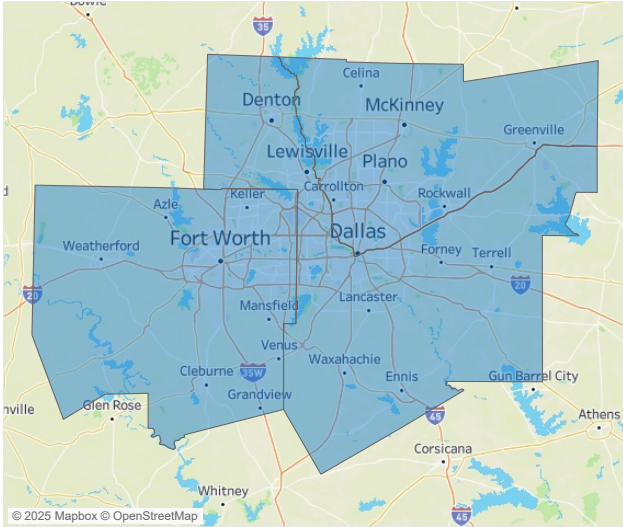 Bowie
35
Celina
Denton
McKinney
Greenville
Lewisville
Plano
Carrollton
Keller
Rockwall
Azle
d
Dallas
Fort Worth
Weatherford
Forney
Terrell
20
20
Lancaster
Mansfield
Venus
Waxahachie
Cleburne
35W
Gun Barrel City
Ennis
Grandview
Glen Rose
nville
45
Athens
Corsicana
Whitney
45
© 2025 Mapbox © OpenStreetMap